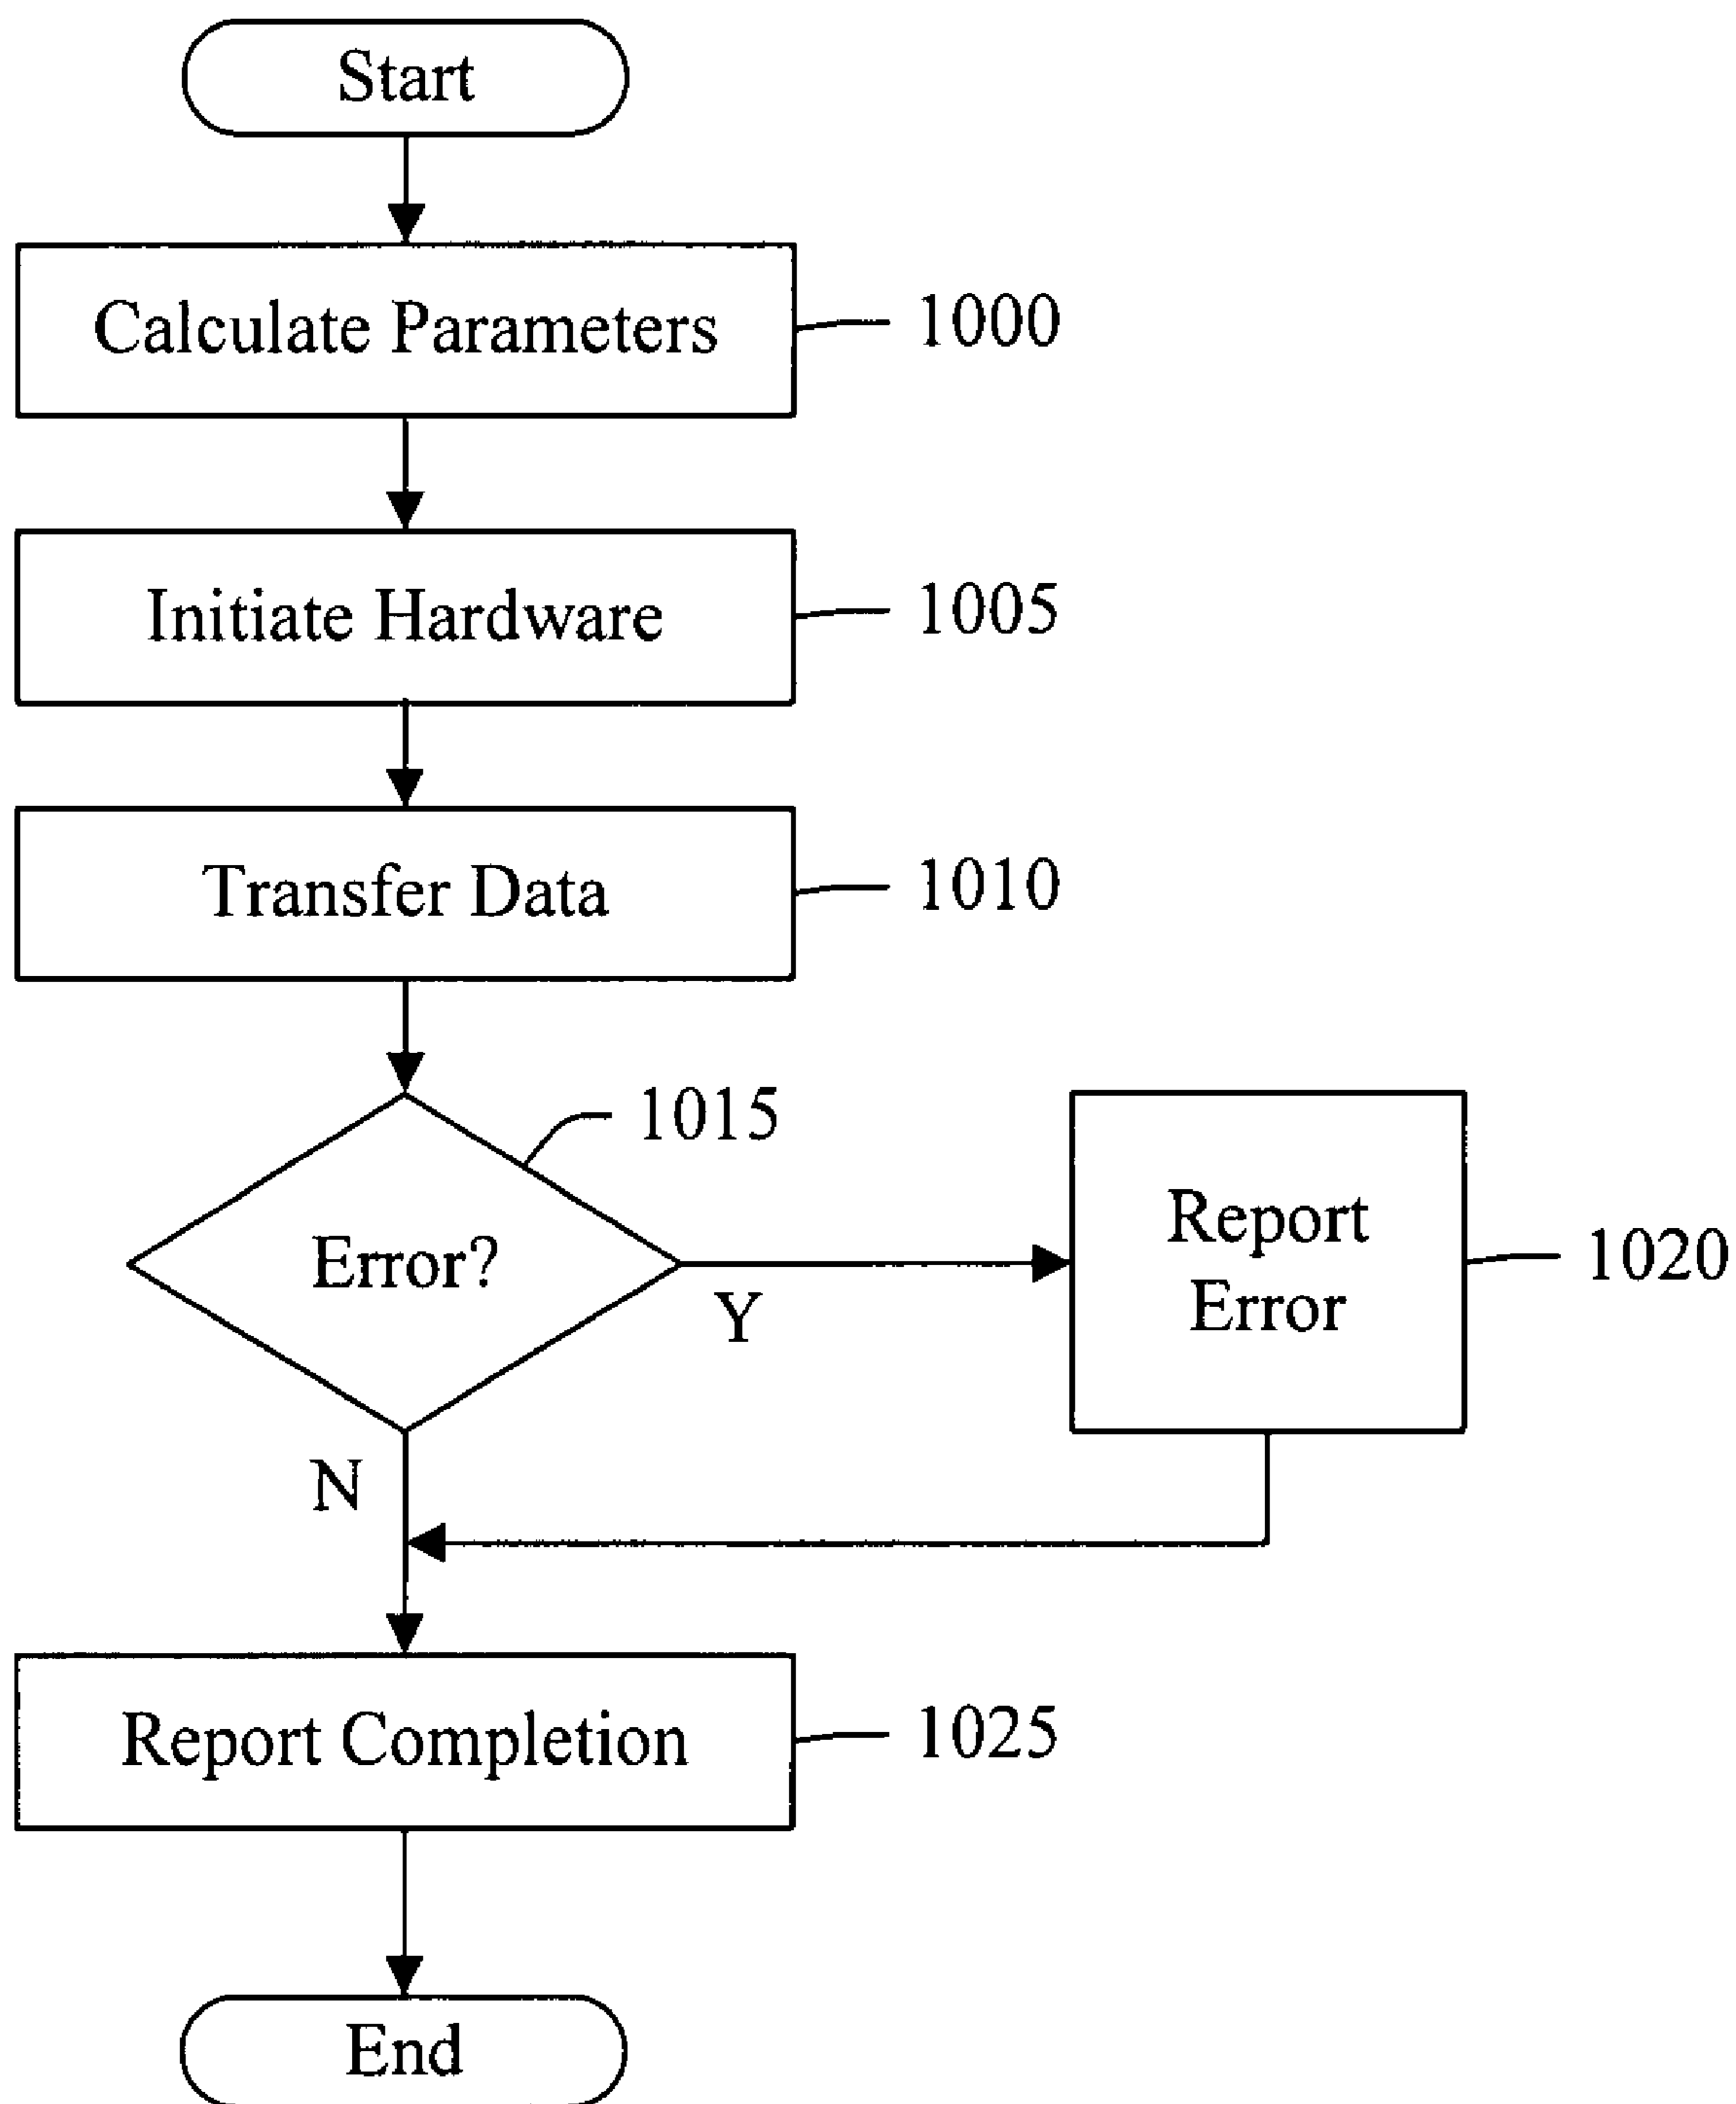 Start
Calculate Parameters
1000
Initiate Hardware
1005
Transfer Data
1010
1015
Error?
Y
Report
Error
1020
N
Report Completion
1025
End